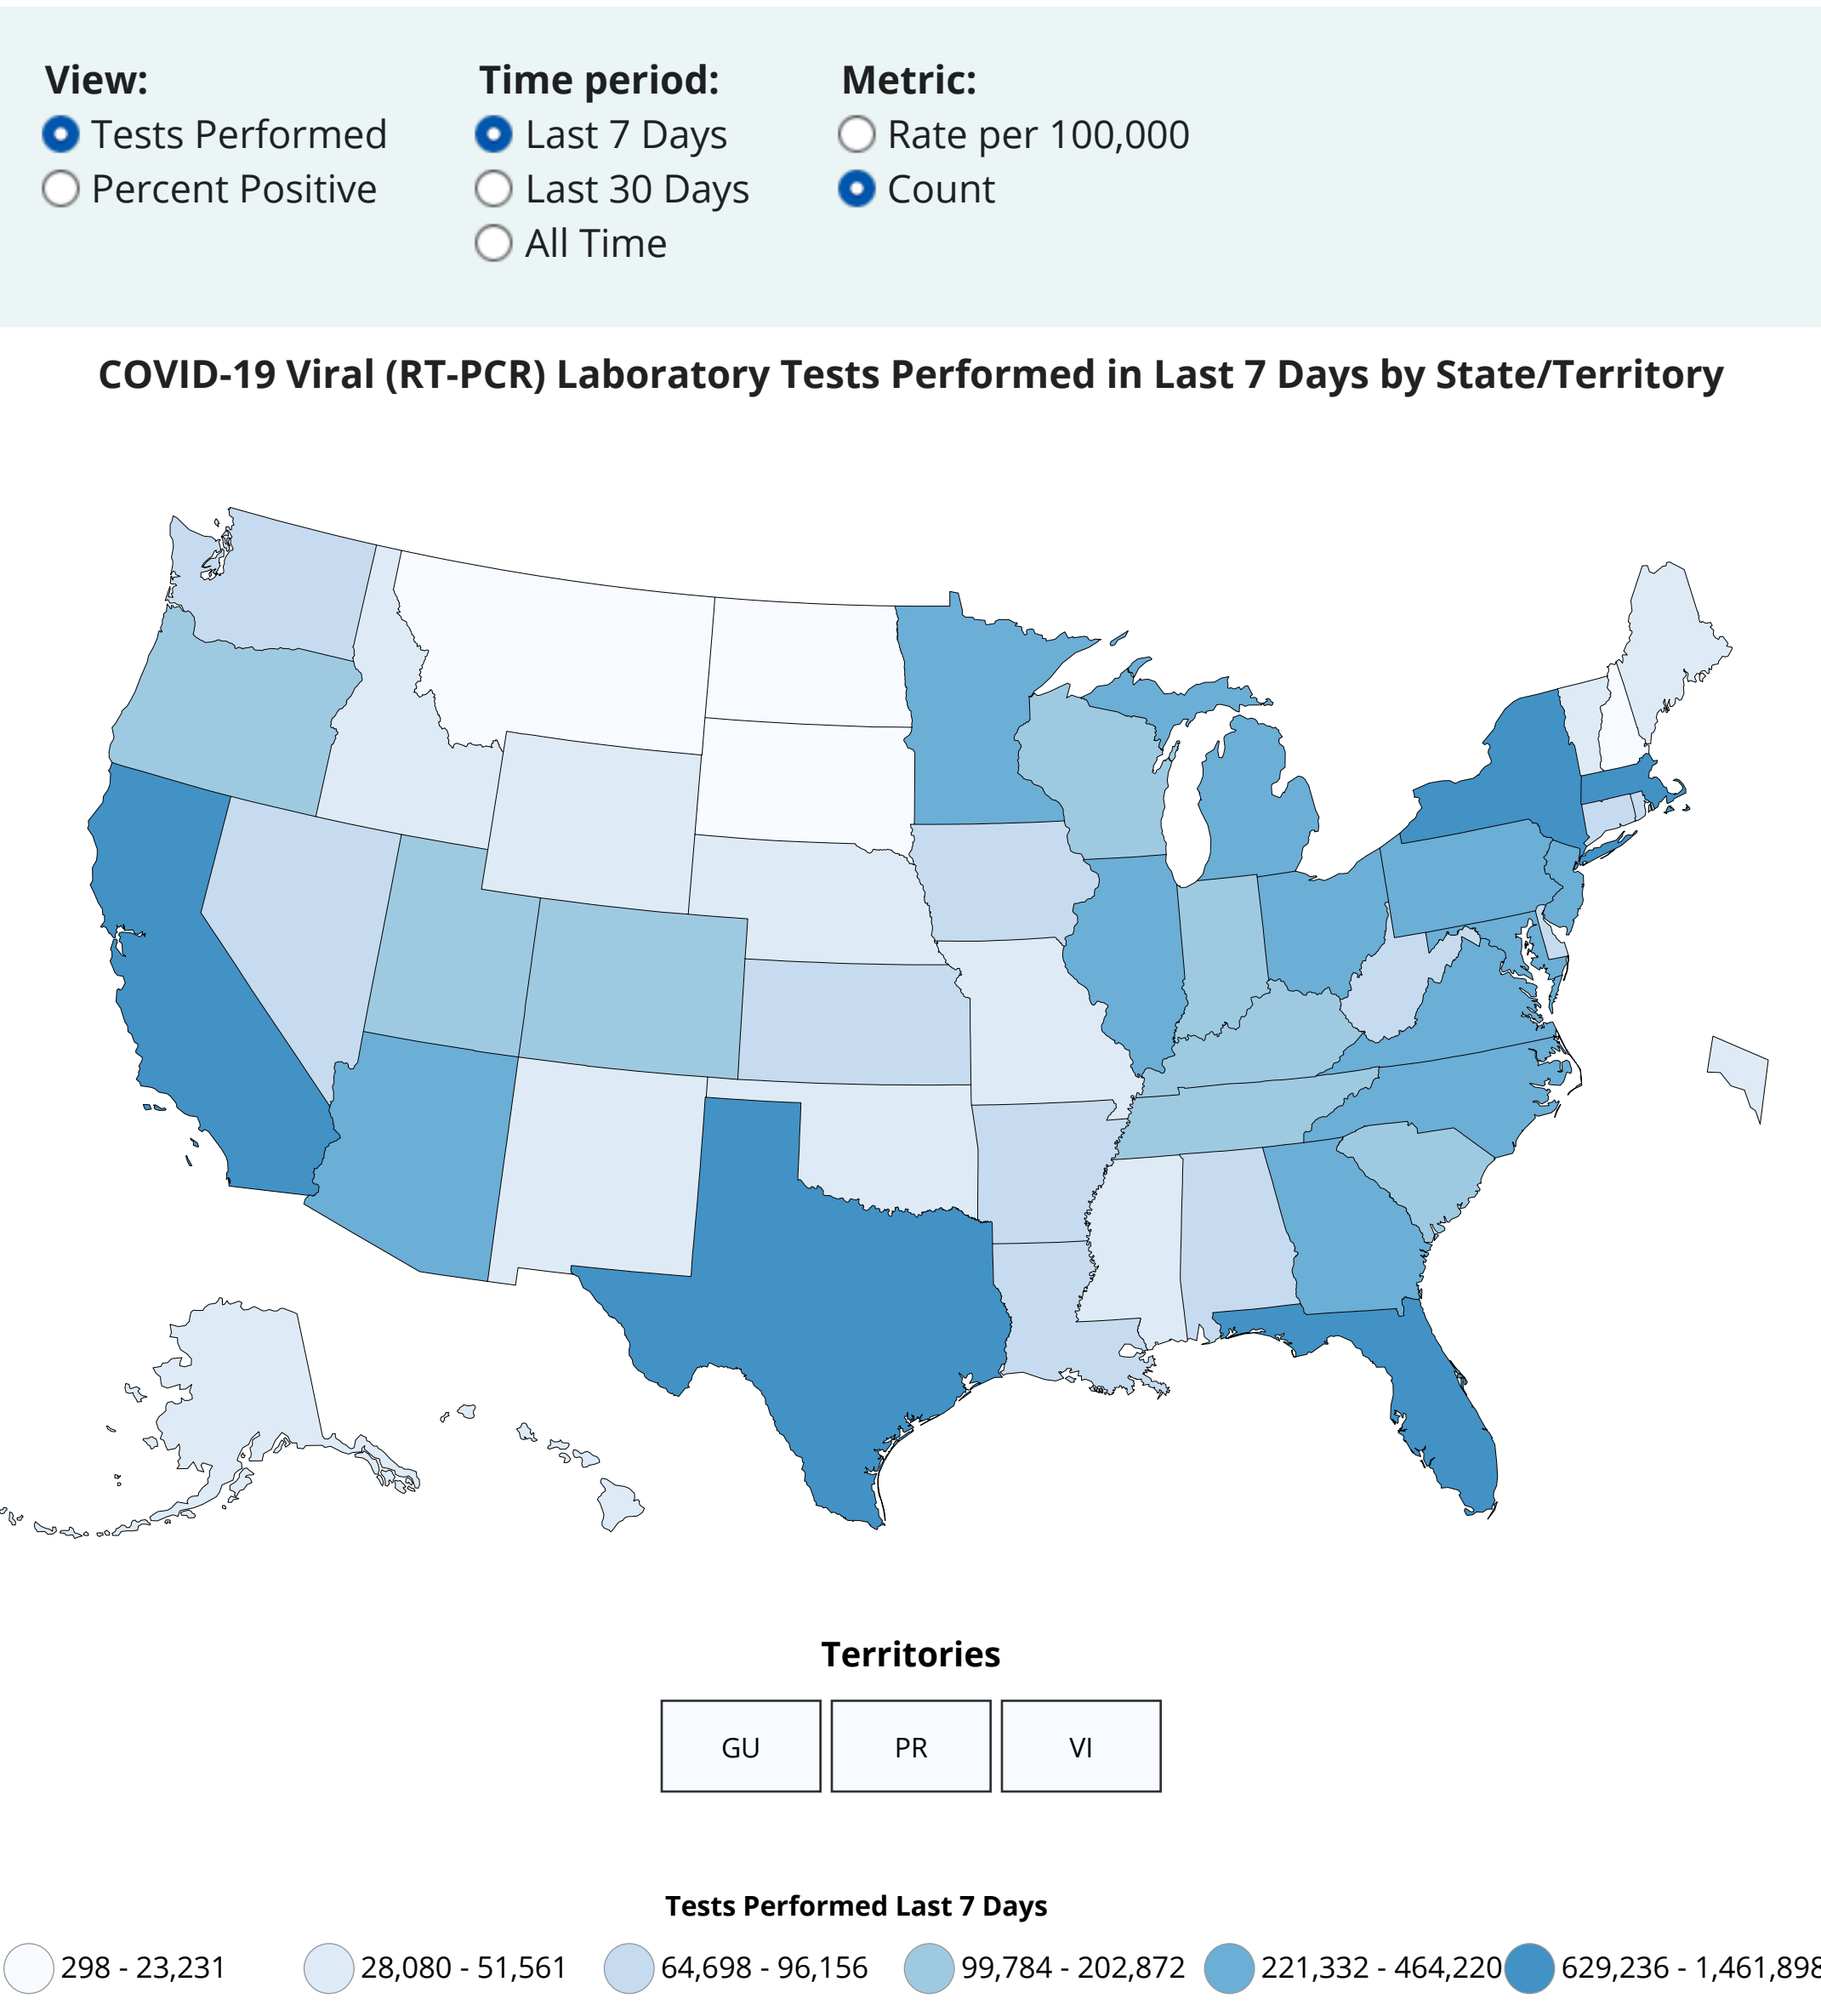 View:
Tests Performed
Percent Positive
Time period:
Last 7 Days
Last 30 Days
All Time
Metric:
Rate per 100,000
Count
COVID-19 Viral (RT-PCR) Laboratory Tests Performed in Last 7 Days by State/Territory
Territories
GU PR VI
Tests Performed Last 7 Days
298 - 23,231 28,080 - 51,561 64,698 - 96,156 99,784 - 202,872 221,332 - 464,220 629,236 - 1,461,898